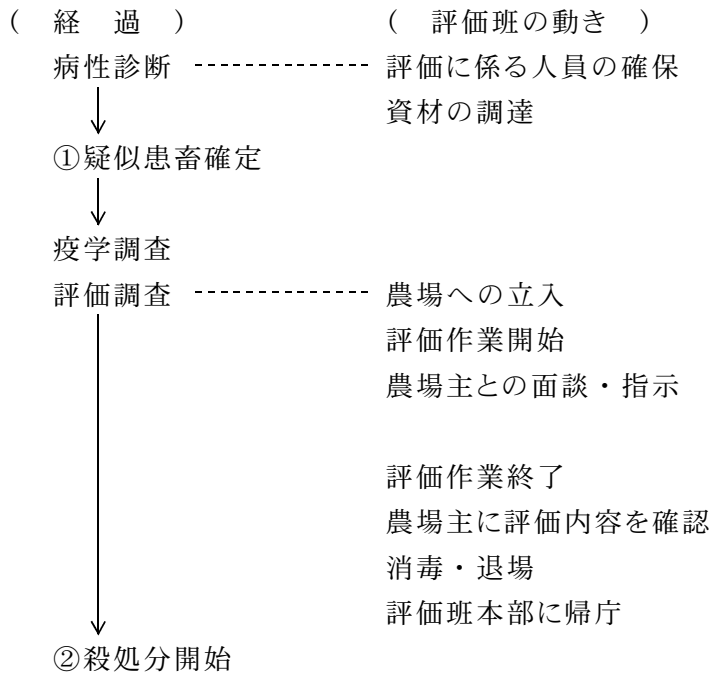 ( 経 過 ) ( 評価班の動き )
病性診断 評価に係る人員の確保
資材の調達
①疑似患畜確定
疫学調査
評価調査 農場への立入
評価作業開始
農場主との面談・指示
評価作業終了
農場主に評価内容を確認
消毒・退場
評価班本部に帰庁
②殺処分開始